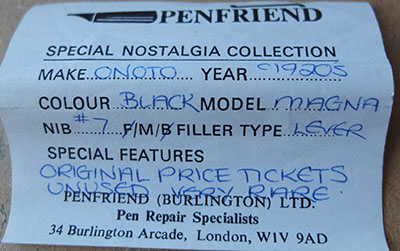 PENFRIEND
SPECIAL NOSTALGIA COLLECTION
MAKE ONOTO YEAR C1920S
COLOUR BLACK MODEL MAGNA
NIB #7 F/M/B FILLER TYPE LEVER
SPECIAL FEATURES
ORIGINAL PRICE TICKETS
UNUSED VERY RARE.
PENFRIEND (BURLINGTON) LTD.
Pen Repair Specialists
34 Burlington Arcade, London, W1V 9AD